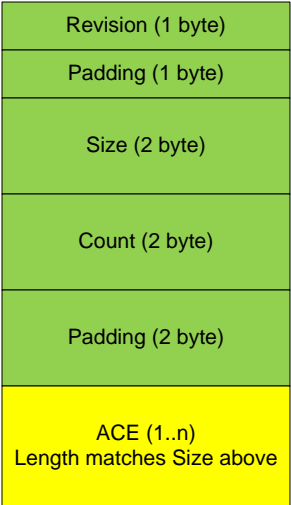 Revision (1 byte)
Padding (1 byte)
Size (2 byte)
Count (2 byte)
Padding (2 byte)
ACE (1..n)
Length matches Size above